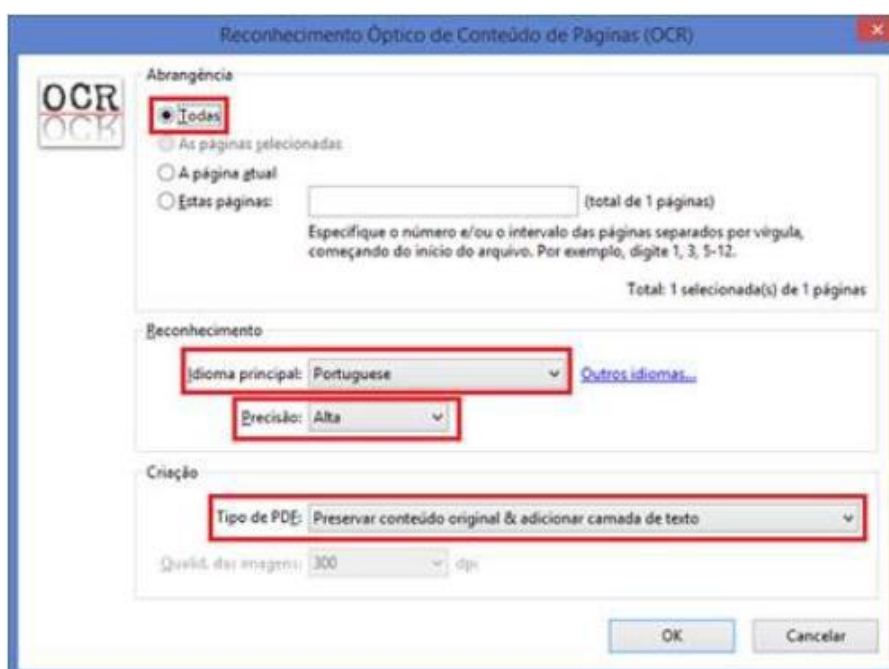 Reconhecimento Óptico de Conteúdo de Páginas (OCR)
OCR
Abrangência
Todas
As páginas selecionadas
A página atual
Estas páginas: (total de 1 páginas)
Especifique o número e/ou o intervalo das páginas separados por vírgula,
começando do início do arquivo. Por exemplo, digite 1, 3, 5-12.
Total: 1 selecionada(s) de 1 páginas
Reconhecimento
Idioma principal: Portuguese Outros idiomas...
Precisão: Alta
Criação
Tipo de PDF: Preservar conteúdo original & adicionar camada de texto
Qualid. das imagens: 300 dpi
OK Cancelar